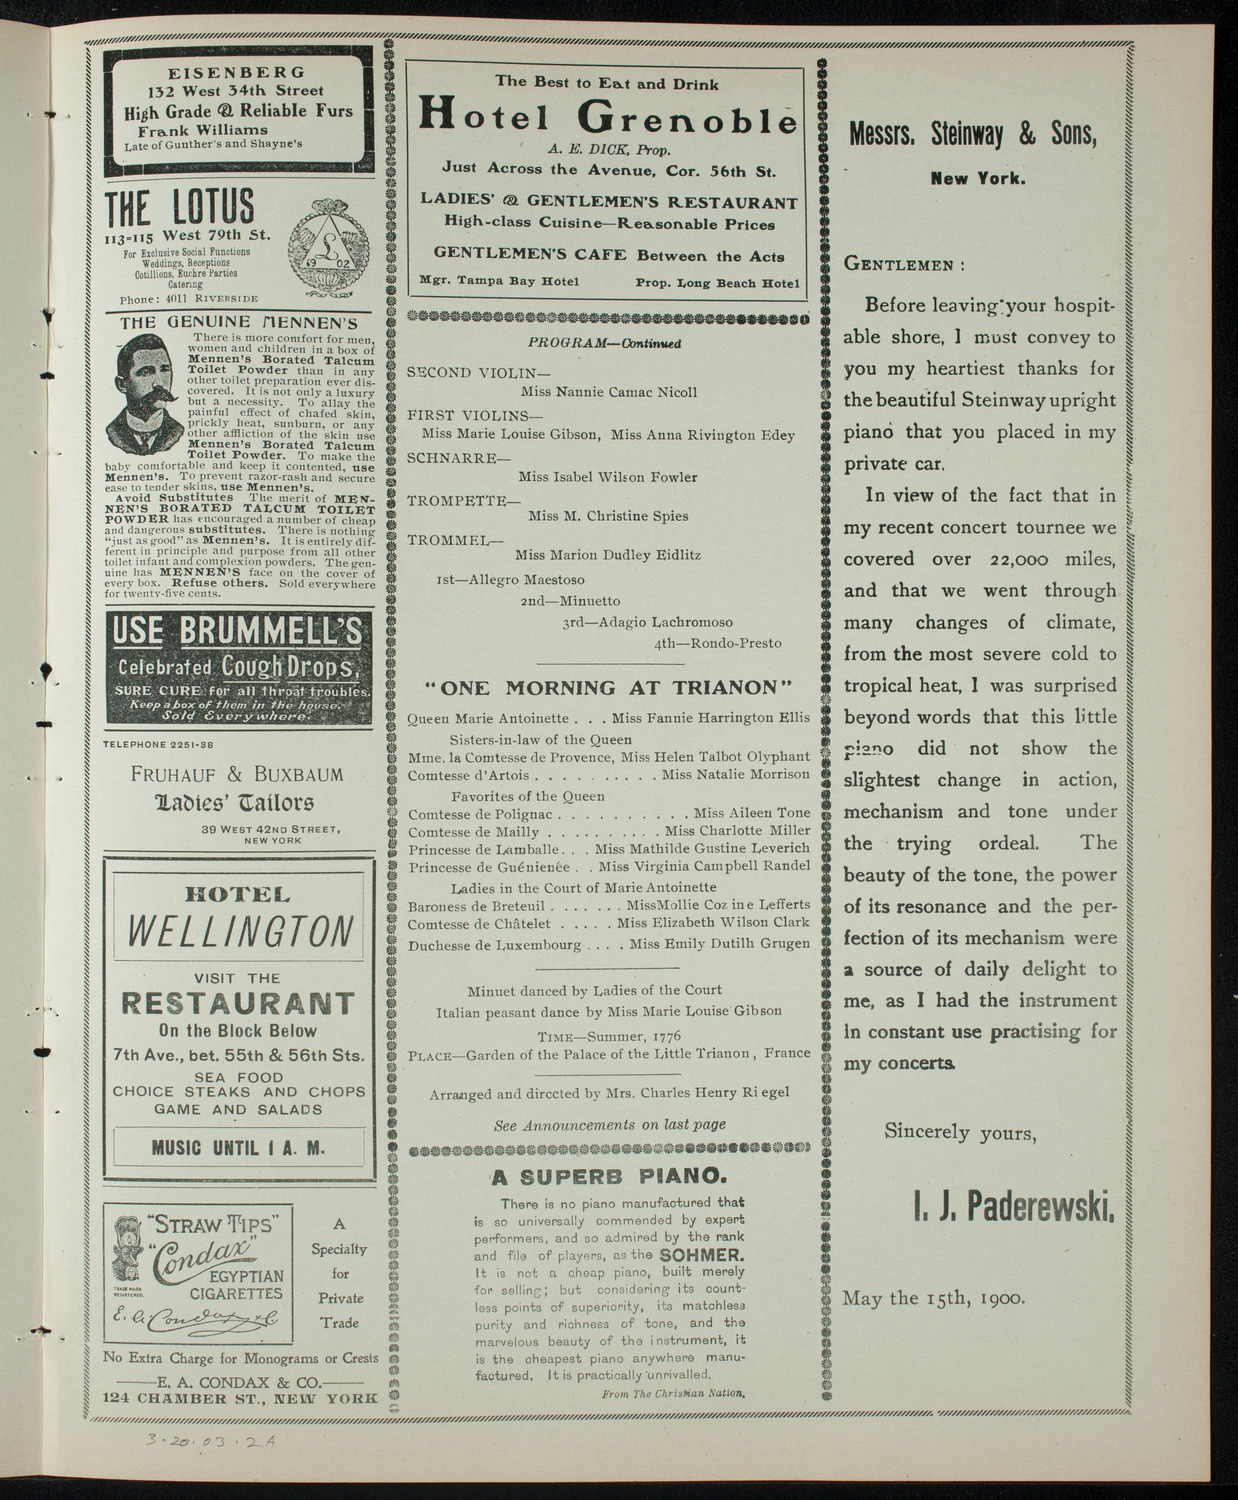 EISENBERG
132 West 34th Street
High Grade & Reliable Furs
Frank Williams
Late of Gunther's and Shayne's
THE LOTUS
113-115 West 79th St.
For Exclusive Social Functions
Weddings, Receptions
Cotillions, Euchre Parties
Catering
Phone: 4011 RIVERSIDE
L
19 02
THE GENUINE MENNEN'S
There is more comfort for men,
women and children in a box of
Mennen's Borated Talcum
Toilet Powder than in any
other toilet preparation ever dis-
covered. It is not only a luxury
but a necessity. To allay the
painful effect of chafed skin,
prickly heat, sunburn, or any
other affliction of the skin use
Mennen's Borated Talcum
Toilet Powder. To make the
baby comfortable and keep it contented, use
Mennen's. To prevent razor-rash and secure
ease to tender skins, use Mennen's.
Avoid Substitutes The merit of MEN-
NEN'S BORATED TALCUM TOILET
POWDER has encouraged a number of cheap
and dangerous substitutes. There is nothing
"just as good" as Mennen's. It is entirely dif-
ferent in principle and purpose from all other
toilet infant and complexion powders. The gen-
uine has MENNEN'S face on the cover of
every box. Refuse others. Sold everywhere
for twenty-five cents.
USE BRUMMELL'S
Celebrated Cough Drops,
SURE CURE for all throat troubles.
Keep a box of them in the house.
Sold Everywhere.
TELEPHONE 2251-38
FRUHAUF & BUXBAUM
Ladies' Tailors
39 WEST 42ND STREET,
NEW YORK
HOTEL
WELLINGTON
VISIT THE
RESTAURANT
On the Block Below
7th Ave., bet. 55th & 56th Sts.
SEA FOOD
CHOICE STEAKS AND CHOPS
GAME AND SALADS
MUSIC UNTIL 1 A. M.
"STRAW TIPS"
"Condax"
EGYPTIAN
CIGARETTES
TRADE MARK
REGISTERED.
E. A. Condax & Co
A
Specialty
for
Private
Trade
No Extra Charge for Monograms or Crests
E. A. CONDAX & CO.
124 CHAMBER ST., NEW YORK
The Best to Eat and Drink
Hotel Grenoble
A. E. DICK, Prop.
Just Across the Avenue, Cor. 56th St.
LADIES' & GENTLEMEN'S RESTAURANT
High-class Cuisine—Reasonable Prices
GENTLEMEN'S CAFE Between the Acts
Mgr. Tampa Bay Hotel Prop. Long Beach Hotel
PROGRAM—Continued
SECOND VIOLIN—
Miss Nannie Camac Nicoll
FIRST VIOLINS—
Miss Marie Louise Gibson, Miss Anna Rivington Edey
SCHNARRE—
Miss Isabel Wilson Fowler
TROMPETTE—
Miss M. Christine Spies
TROMMEL—
Miss Marion Dudley Eidlitz
1st—Allegro Maestoso
2nd—Minuetto
3rd—Adagio Lachromoso
4th—Rondo-Presto
"ONE MORNING AT TRIANON"
Queen Marie Antoinette . . . Miss Fannie Harrington Ellis
Sisters-in-law of the Queen
Mme. la Comtesse de Provence, Miss Helen Talbot Olyphant
Comtesse d'Artois . . . . . . . . . . Miss Natalie Morrison
Favorites of the Queen
Comtesse de Polignac . . . . . . . . . . Miss Aileen Tone
Comtesse de Mailly . . . . . . . . . . Miss Charlotte Miller
Princesse de Lamballe . . . Miss Mathilde Gustine Leverich
Princesse de Guénienée . . Miss Virginia Campbell Randel
Ladies in the Court of Marie Antoinette
Baroness de Breteuil . . . . . . . MissMollie Coz ine Lefferts
Comtesse de Châtelet . . . . . Miss Elizabeth Wilson Clark
Duchesse de Luxembourg . . . . Miss Emily Dutilh Grugen
Minuet danced by Ladies of the Court
Italian peasant dance by Miss Marie Louise Gibson
TIME—Summer, 1776
PLACE—Garden of the Palace of the Little Trianon, France
Arranged and directed by Mrs. Charles Henry Ri egel
See Announcements on last page
A SUPERB PIANO.
There is no piano manufactured that
is so universally commended by expert
performers, and so admired by the rank
and file of players, as the SOHMER.
It is not a cheap piano, built merely
for selling; but considering its count-
less points of superiority, its matchless
purity and richness of tone, and the
marvelous beauty of the instrument, it
is the cheapest piano anywhere manu-
factured. It is practically unrivalled.
From The Christian Nation.
Messrs. Steinway & Sons,
New York.
GENTLEMEN :
Before leaving your hospit-
able shore, I must convey to
you my heartiest thanks for
the beautiful Steinway upright
piano that you placed in my
private car.
In view of the fact that in
my recent concert tournee we
covered over 22,000 miles,
and that we went through
many changes of climate,
from the most severe cold to
tropical heat, I was surprised
beyond words that this little
piano did not show the
slightest change in action,
mechanism and tone under
the trying ordeal. The
beauty of the tone, the power
of its resonance and the per-
fection of its mechanism were
a source of daily delight to
me, as I had the instrument
in constant use practising for
my concerts.
Sincerely yours,
I. J. Paderewski.
May the 15th, 1900.
3-20.03.2A